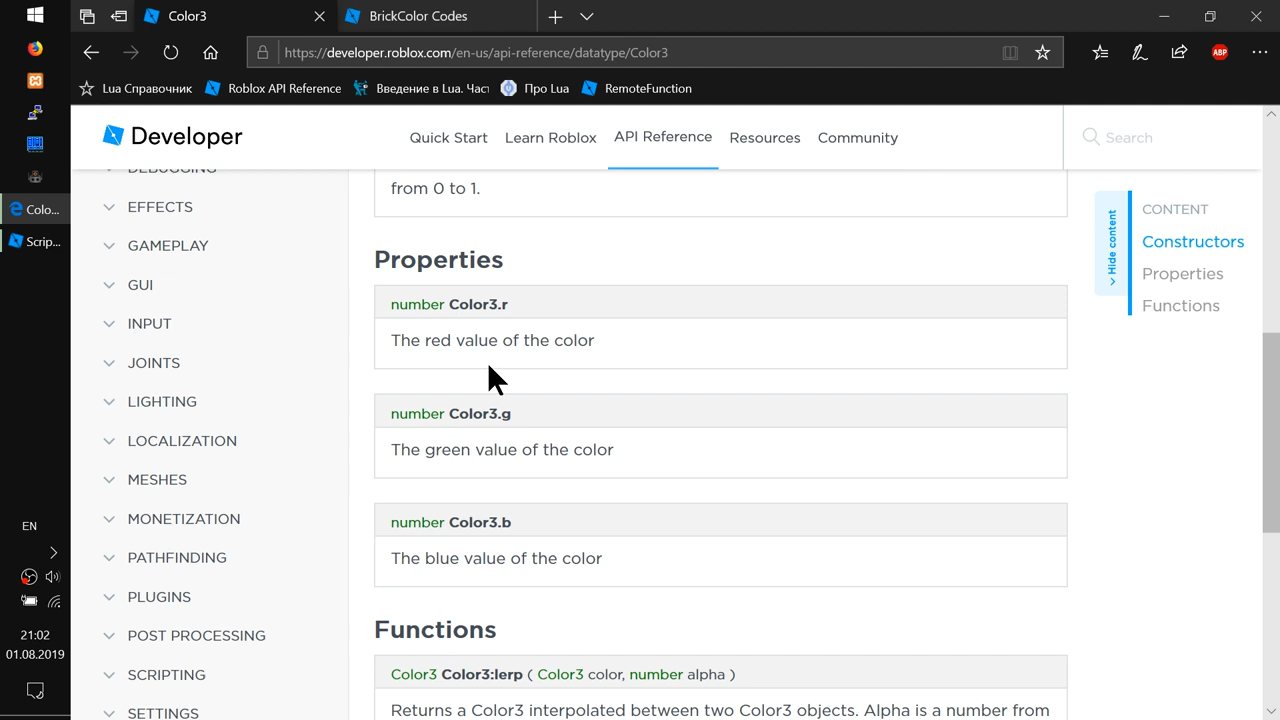 Color3
BrickColor Codes
https://developer.roblox.com/en-us/api-reference/datatype/Color3
ABP
Lua Справочник
Roblox API Reference
Введение в Lua. Част
Про Lua
RemoteFunction
Developer
Quick Start
Learn Roblox
API Reference
Resources
Community
Search
Colo...
Scrip...
EN
21:02
01.08.2019
DEBUGGING
EFFECTS
GAMEPLAY
GUI
INPUT
JOINTS
LIGHTING
LOCALIZATION
MESHES
MONETIZATION
PATHFINDING
PLUGINS
POST PROCESSING
SCRIPTING
SETTINGS
from 0 to 1.
Properties
number Color3.r
The red value of the color
number Color3.g
The green value of the color
number Color3.b
The blue value of the color
Functions
Color3 Color3:lerp ( Color3 color, number alpha )
Returns a Color3 interpolated between two Color3 objects. Alpha is a number from
Hide content
CONTENT
Constructors
Properties
Functions